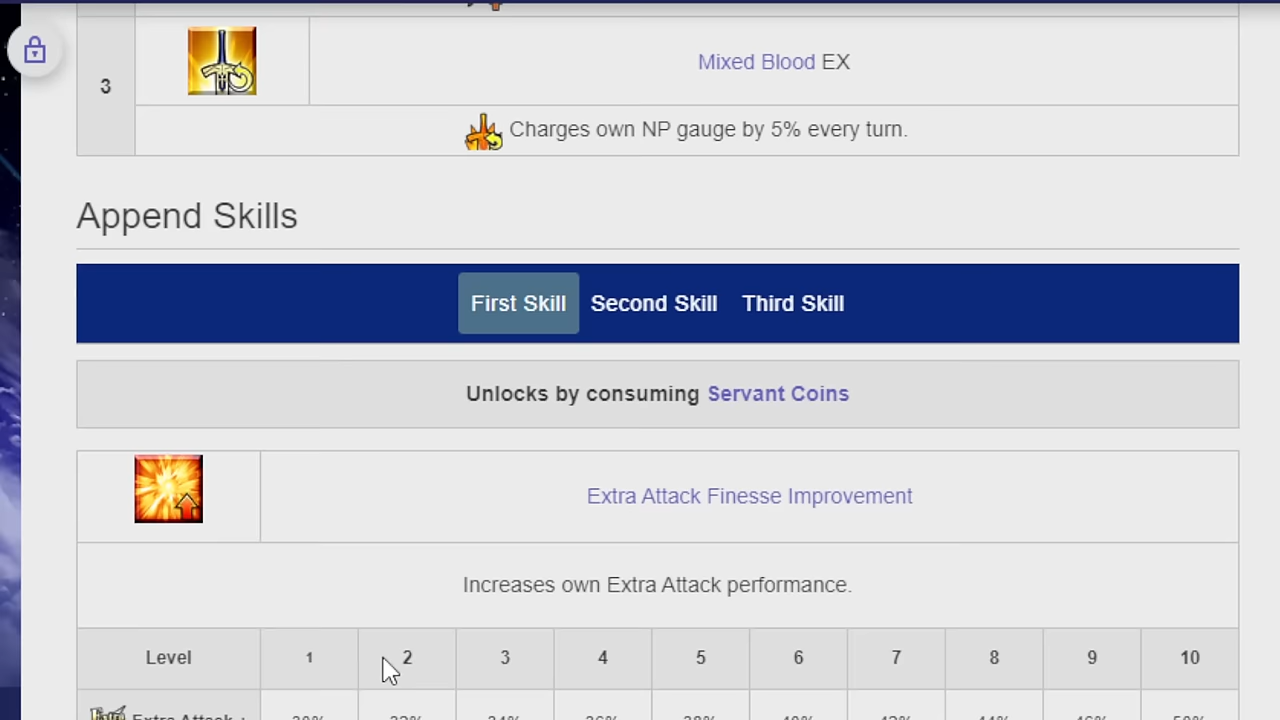 3
Mixed Blood EX
Charges own NP gauge by 5% every turn.
Append Skills
First Skill Second Skill Third Skill
Unlocks by consuming Servant Coins
Extra Attack Finesse Improvement
Increases own Extra Attack performance.
Level 1 2 3 4 5 6 7 8 9 10
Extra Attack +